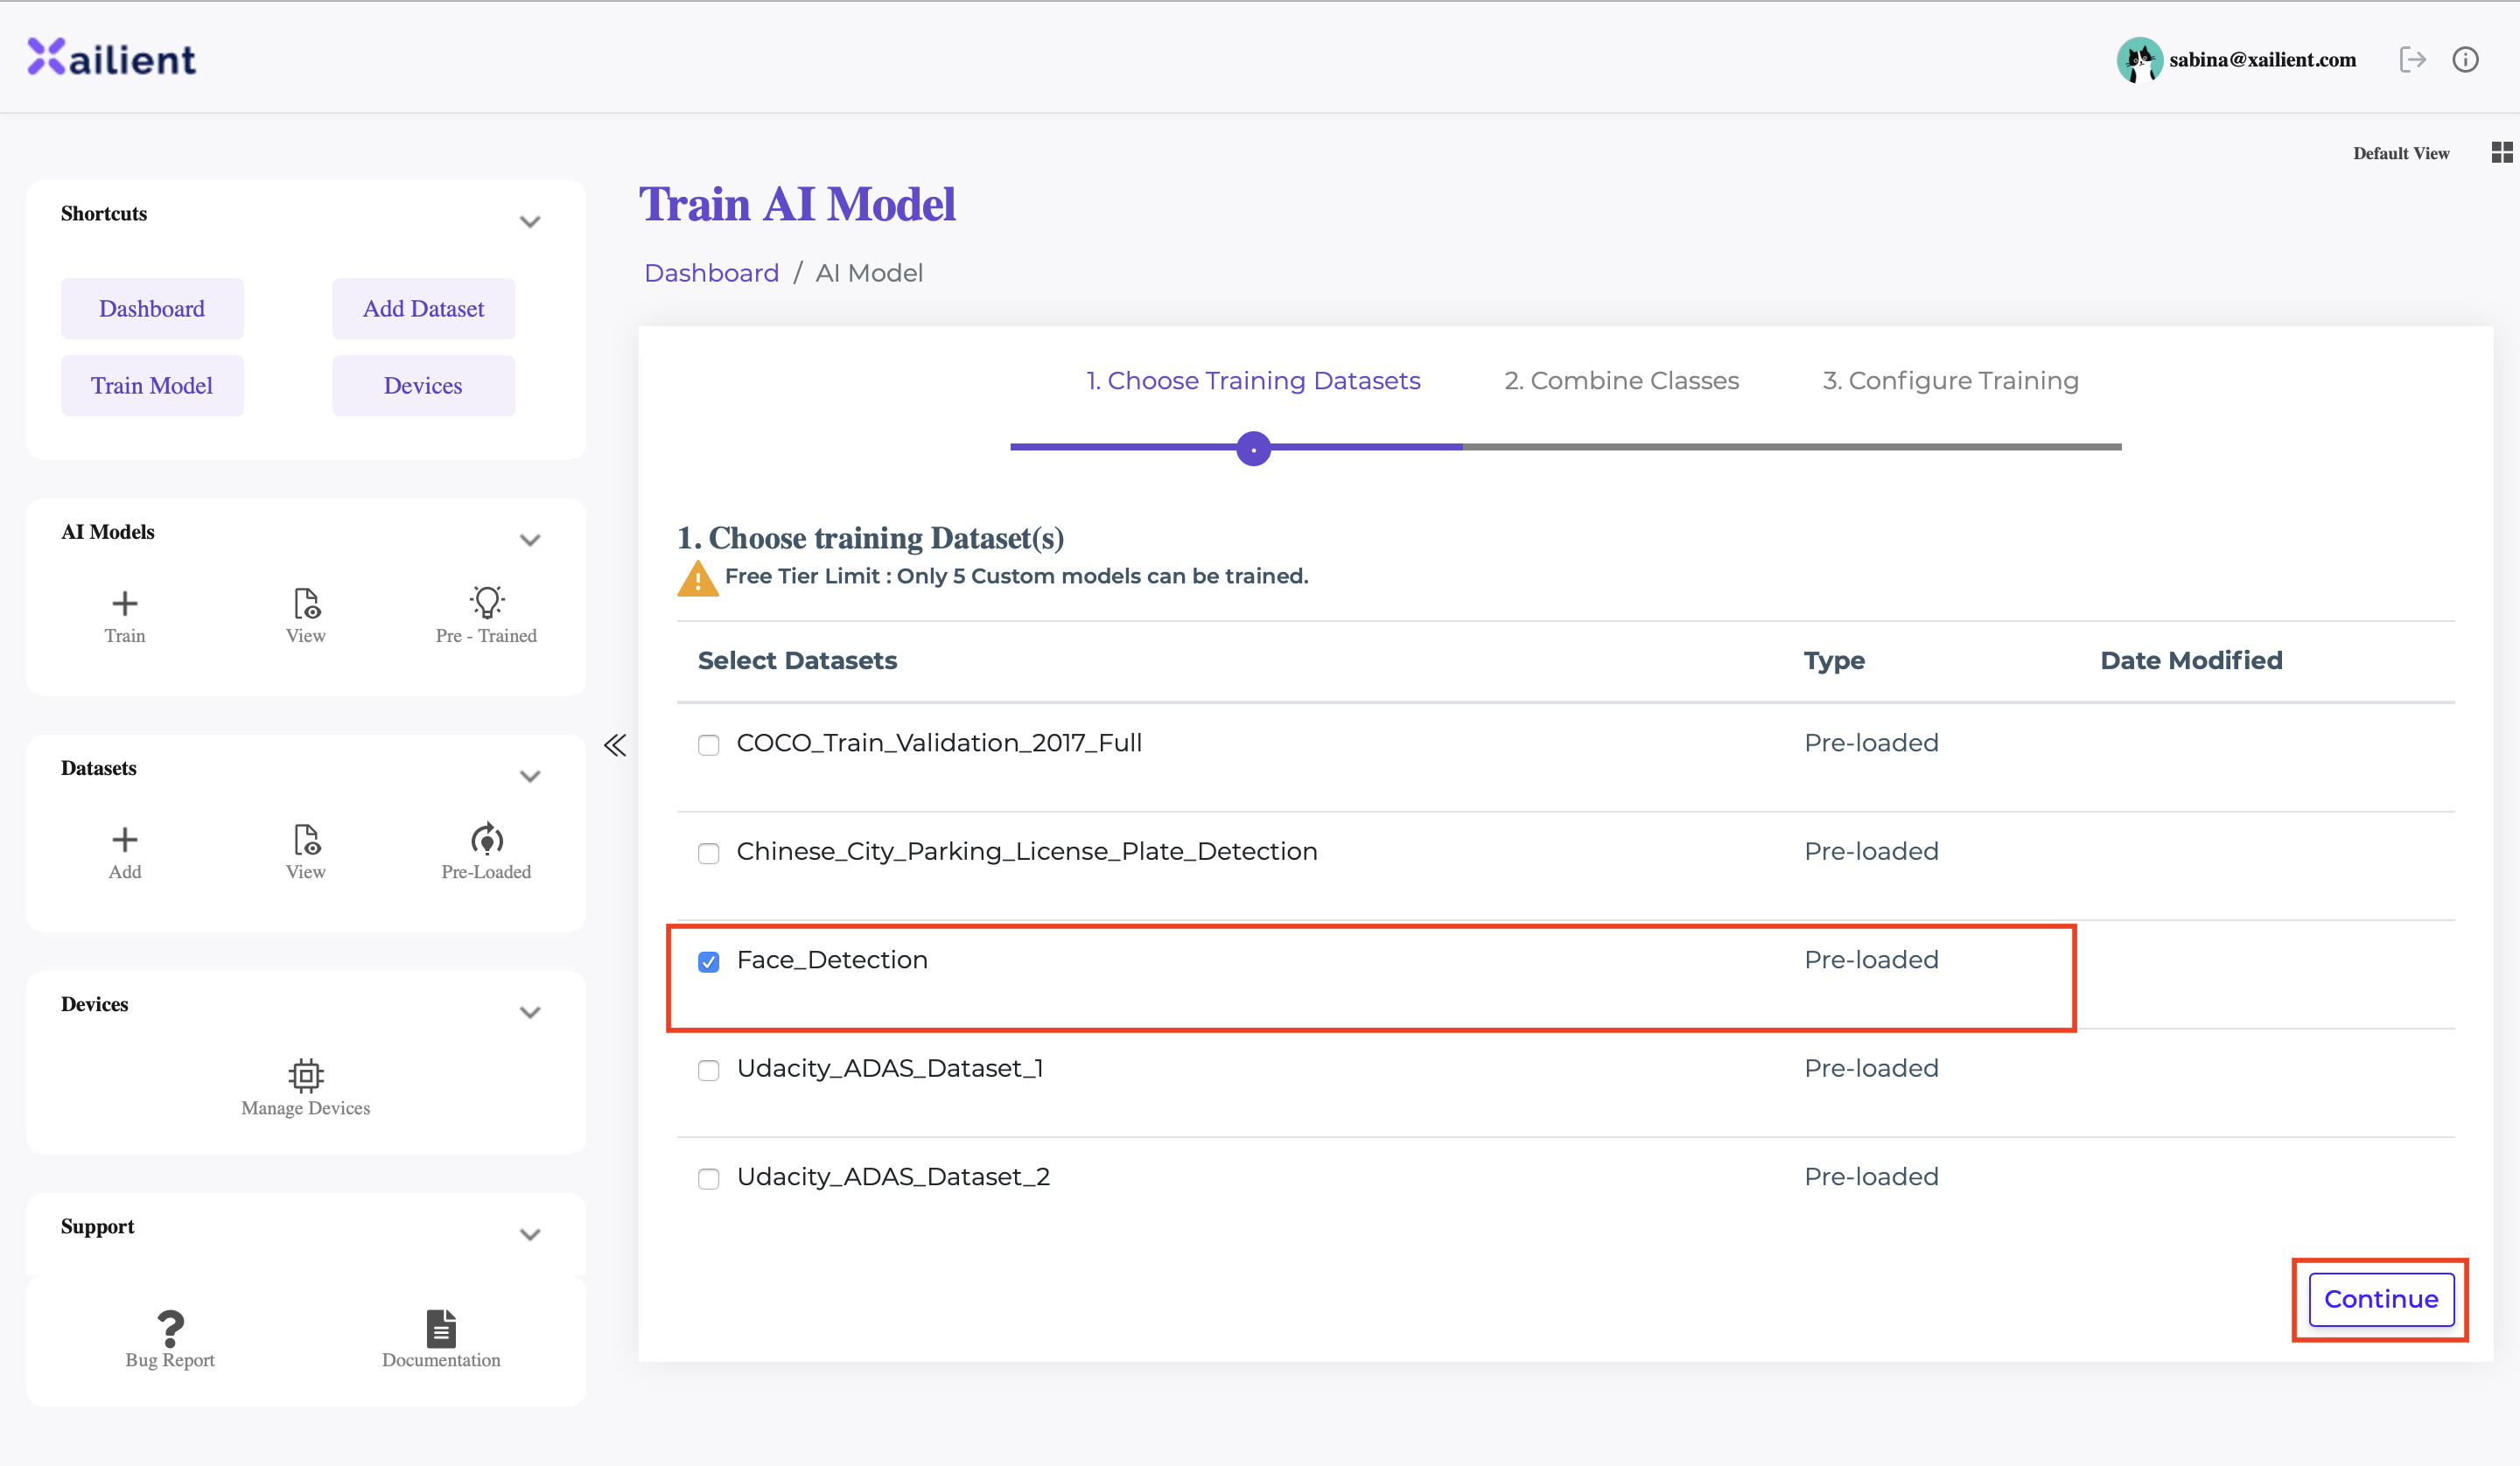 Xailient
sabina@xailient.com
Default View
Shortcuts
Dashboard
Add Dataset
Train Model
Devices
AI Models
Train
View
Pre - Trained
Datasets
Add
View
Pre-Loaded
Devices
Manage Devices
Support
Bug Report
Documentation
Train AI Model
Dashboard / AI Model
1. Choose Training Datasets
2. Combine Classes
3. Configure Training
1. Choose training Dataset(s)
Free Tier Limit : Only 5 Custom models can be trained.
Select Datasets Type Date Modified
COCO_Train_Validation_2017_Full Pre-loaded
Chinese_City_Parking_License_Plate_Detection Pre-loaded
Face_Detection Pre-loaded
Udacity_ADAS_Dataset_1 Pre-loaded
Udacity_ADAS_Dataset_2 Pre-loaded
Continue